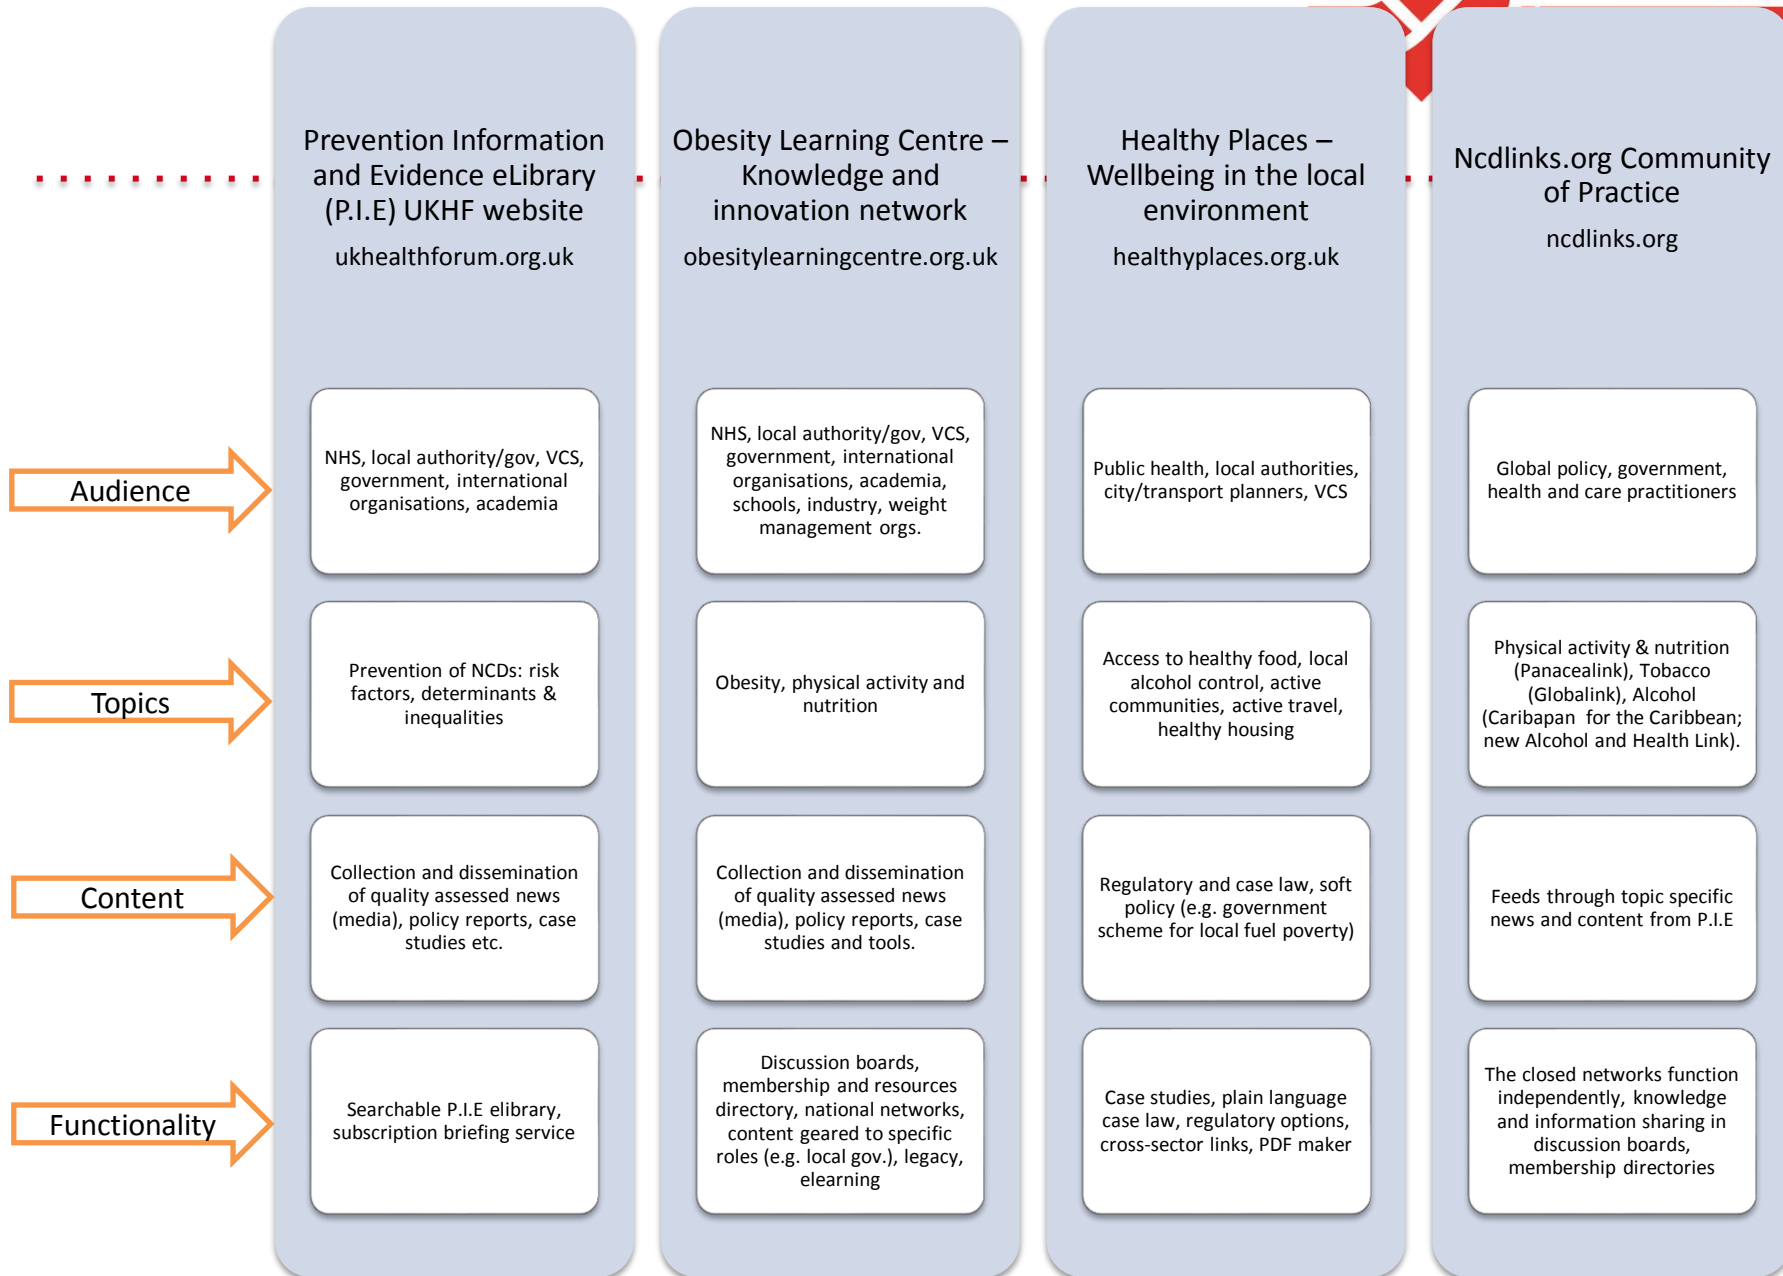 Prevention Information
and Evidence eLibrary
(P.I.E) UKHF website
ukhealthforum.org.uk
Obesity Learning Centre –
Knowledge and
innovation network
obesitylearningcentre.org.uk
Healthy Places –
Wellbeing in the local
environment
healthyplaces.org.uk
Ncdlinks.org Community
of Practice
ncdlinks.org
Audience
NHS, local authority/gov, VCS,
government, international
organisations, academia
NHS, local authority/gov, VCS,
government, international
organisations, academia,
schools, industry, weight
management orgs.
Public health, local authorities,
city/transport planners, VCS
Global policy, government,
health and care practitioners
Topics
Prevention of NCDs: risk
factors, determinants &
inequalities
Obesity, physical activity and
nutrition
Access to healthy food, local
alcohol control, active
communities, active travel,
healthy housing
Physical activity & nutrition
(Panacealink), Tobacco
(Globalink), Alcohol
(Caribapan for the Caribbean;
new Alcohol and Health Link).
Content
Collection and dissemination
of quality assessed news
(media), policy reports, case
studies etc.
Collection and dissemination
of quality assessed news
(media), policy reports, case
studies and tools.
Regulatory and case law, soft
policy (e.g. government
scheme for local fuel poverty)
Feeds through topic specific
news and content from P.I.E
Functionality
Searchable P.I.E elibrary,
subscription briefing service
Discussion boards,
membership and resources
directory, national networks,
content geared to specific
roles (e.g. local gov.), legacy,
elearning
Case studies, plain language
case law, regulatory options,
cross-sector links, PDF maker
The closed networks function
independently, knowledge
and information sharing in
discussion boards,
membership directories